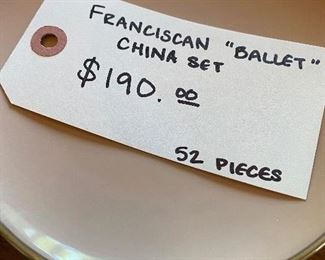 FRANCISCAN "BALLET"
CHINA SET
$190.00
52 PIECES